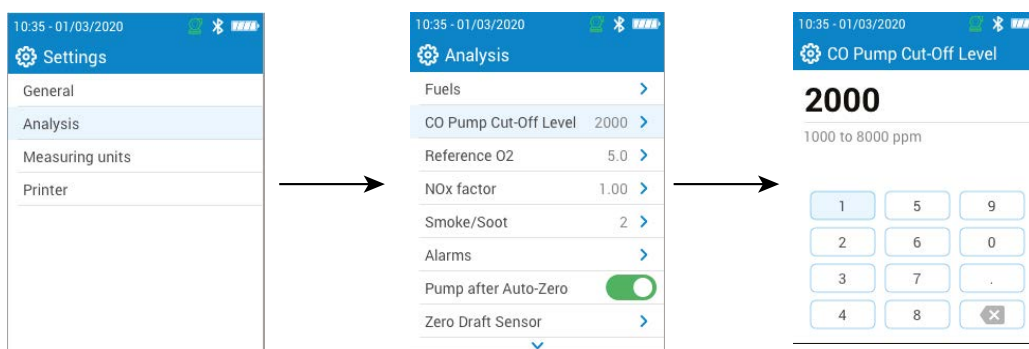 10:35 - 01/03/2020
Settings
General
Analysis
Measuring units
Printer
10:35 - 01/03/2020
Analysis
Fuels
CO Pump Cut-Off Level 2000
Reference O2 5.0
NOx factor 1.00
Smoke/Soot 2
Alarms
Pump after Auto-Zero
Zero Draft Sensor
10:35 - 01/03/2020
CO Pump Cut-Off Level
2000
1000 to 8000 ppm
1 5 9
2 6 0
3 7 .
4 8